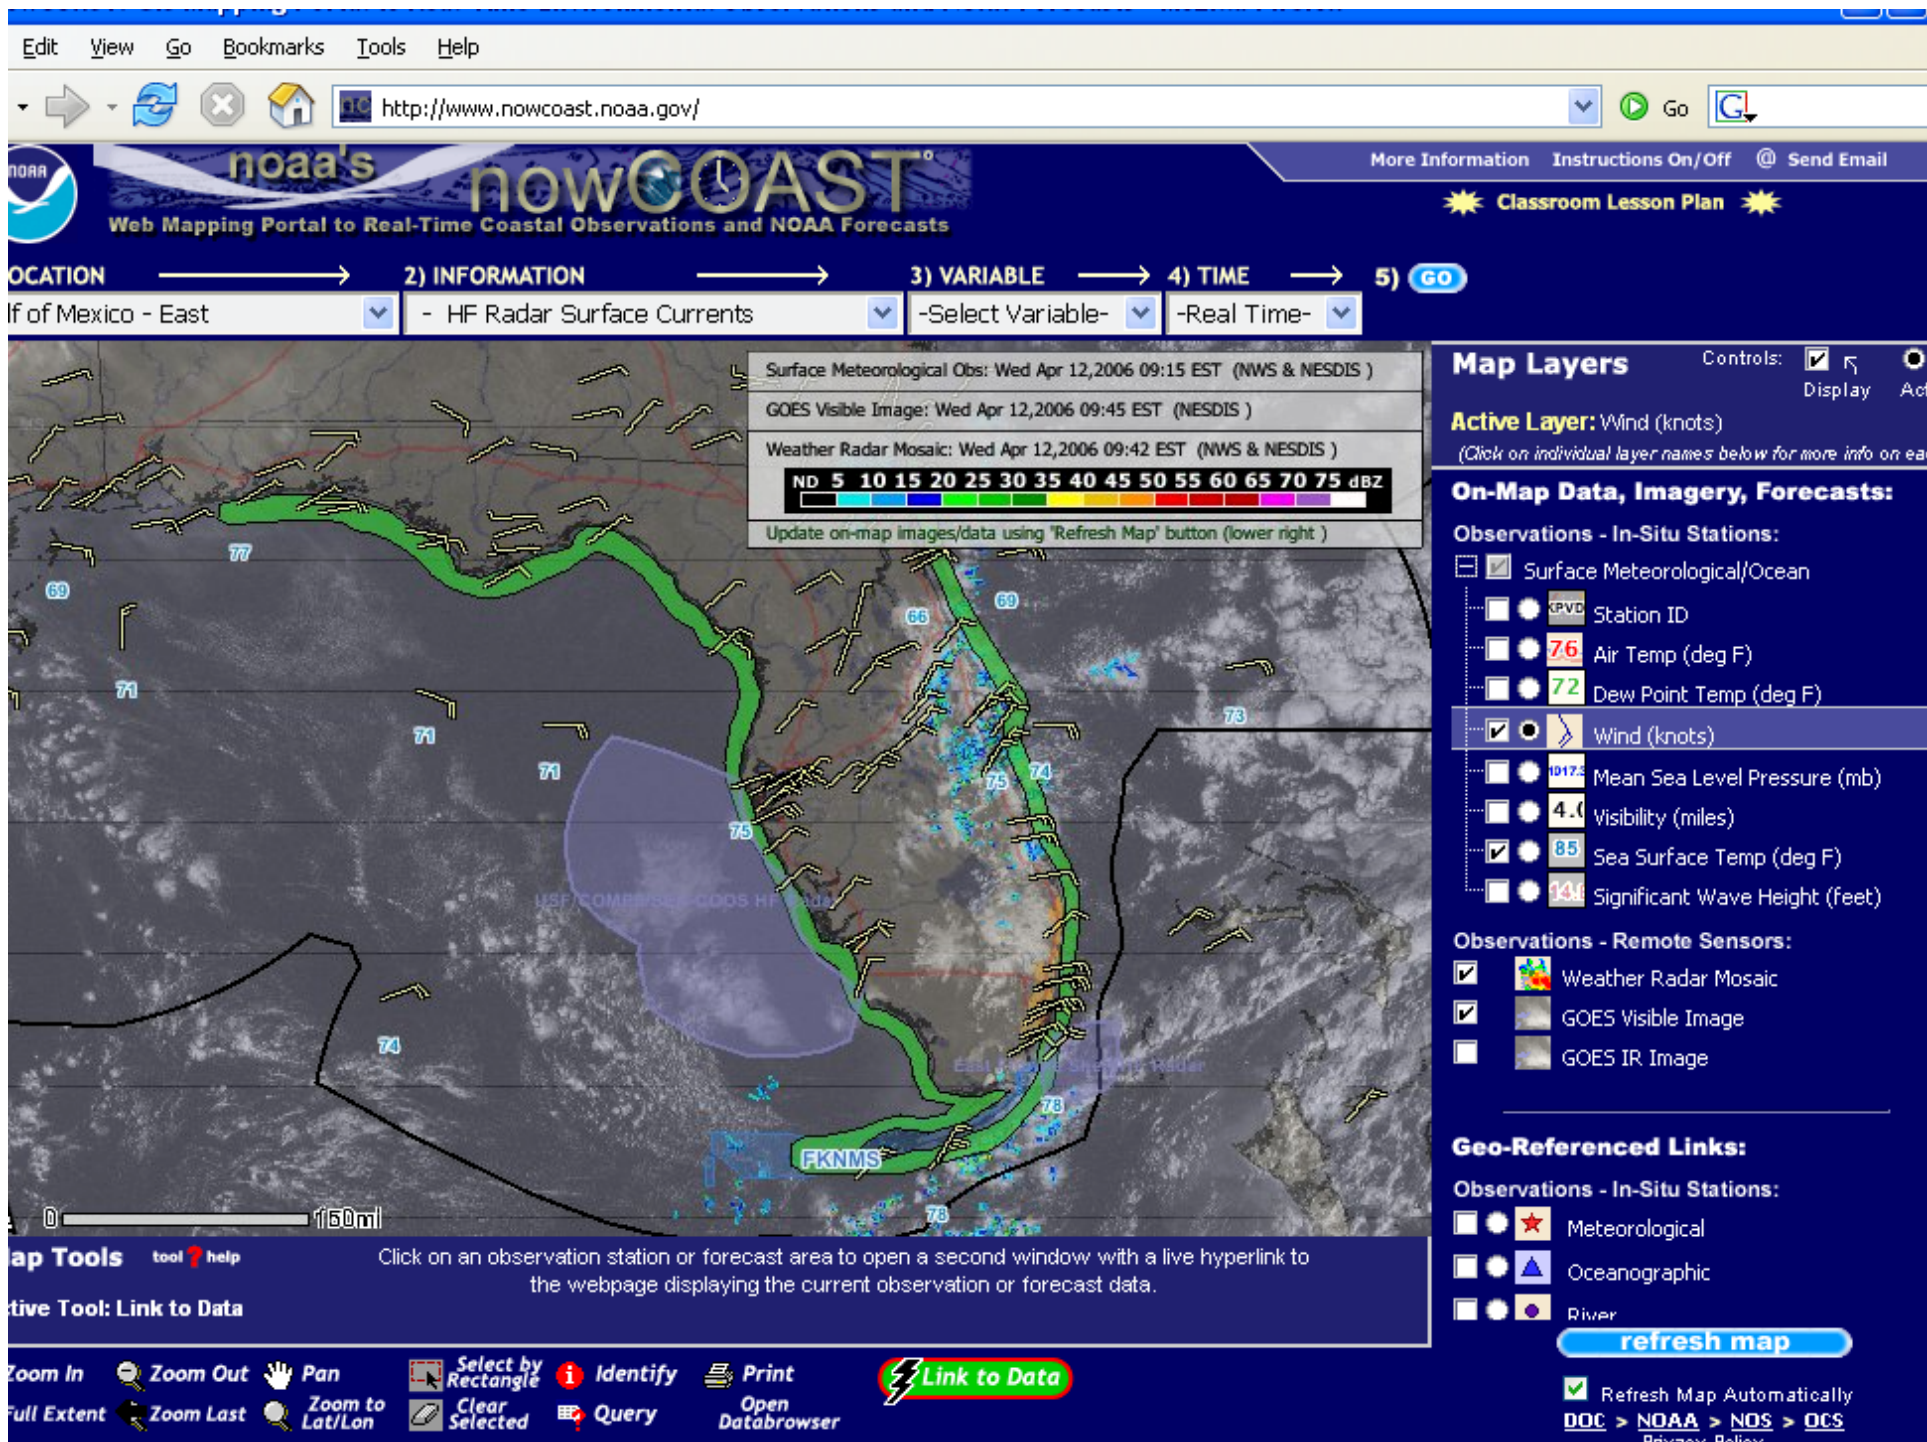 Edit View Go Bookmarks Tools Help
http://www.nowcoast.noaa.gov/
Go
NOAA
noaa's
nowCOAST
Web Mapping Portal to Real-Time Coastal Observations and NOAA Forecasts
More Information Instructions On/Off @ Send Email
Classroom Lesson Plan
OCATION 2) INFORMATION 3) VARIABLE 4) TIME 5) GO
lf of Mexico - East - HF Radar Surface Currents -Select Variable- -Real Time-
Surface Meteorological Obs: Wed Apr 12,2006 09:15 EST (NWS & NESDIS )
GOES Visible Image: Wed Apr 12,2006 09:45 EST (NESDIS )
Weather Radar Mosaic: Wed Apr 12,2006 09:42 EST (NWS & NESDIS )
ND 5 10 15 20 25 30 35 40 45 50 55 60 65 70 75 dBZ
Update on-map images/data using "Refresh Map" button (lower right )
77
69
69
66
71
73
71
71
74
75
75
74
78
FKNMS
78
0 150mi
Map Layers Controls: Display
Active Layer: Wind (knots)
(Click on individual layer names below for more info on ea
On-Map Data, Imagery, Forecasts:
Observations - In-Situ Stations:
Surface Meteorological/Ocean
KPVD Station ID
76 Air Temp (deg F)
72 Dew Point Temp (deg F)
Wind (knots)
Mean Sea Level Pressure (mb)
Visibility (miles)
85 Sea Surface Temp (deg F)
Significant Wave Height (feet)
Observations - Remote Sensors:
Weather Radar Mosaic
GOES Visible Image
GOES IR Image
Geo-Referenced Links:
Observations - In-Situ Stations:
Meteorological
Oceanographic
River
refresh map
Refresh Map Automatically
DOC > NOAA > NOS > OCS
Privacy Policy
ap Tools tool ? help
Click on an observation station or forecast area to open a second window with a live hyperlink to
the webpage displaying the current observation or forecast data.
ctive Tool: Link to Data
Zoom In Zoom Out Pan Select by Rectangle Identify Print Link to Data
Full Extent Zoom Last Zoom to Lat/Lon Clear Selected Query Open Databrowser